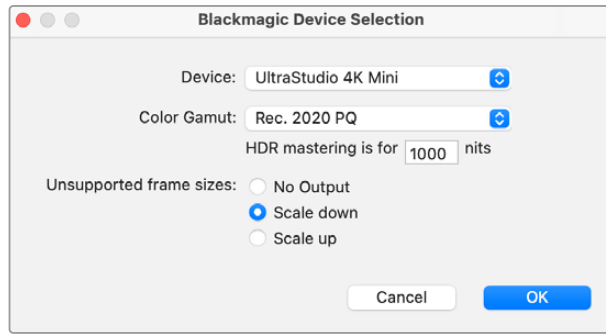 Blackmagic Device Selection
Device: UltraStudio 4K Mini
Color Gamut: Rec. 2020 PQ
HDR mastering is for 1000 nits
Unsupported frame sizes: No Output
Scale down
Scale up
Cancel OK